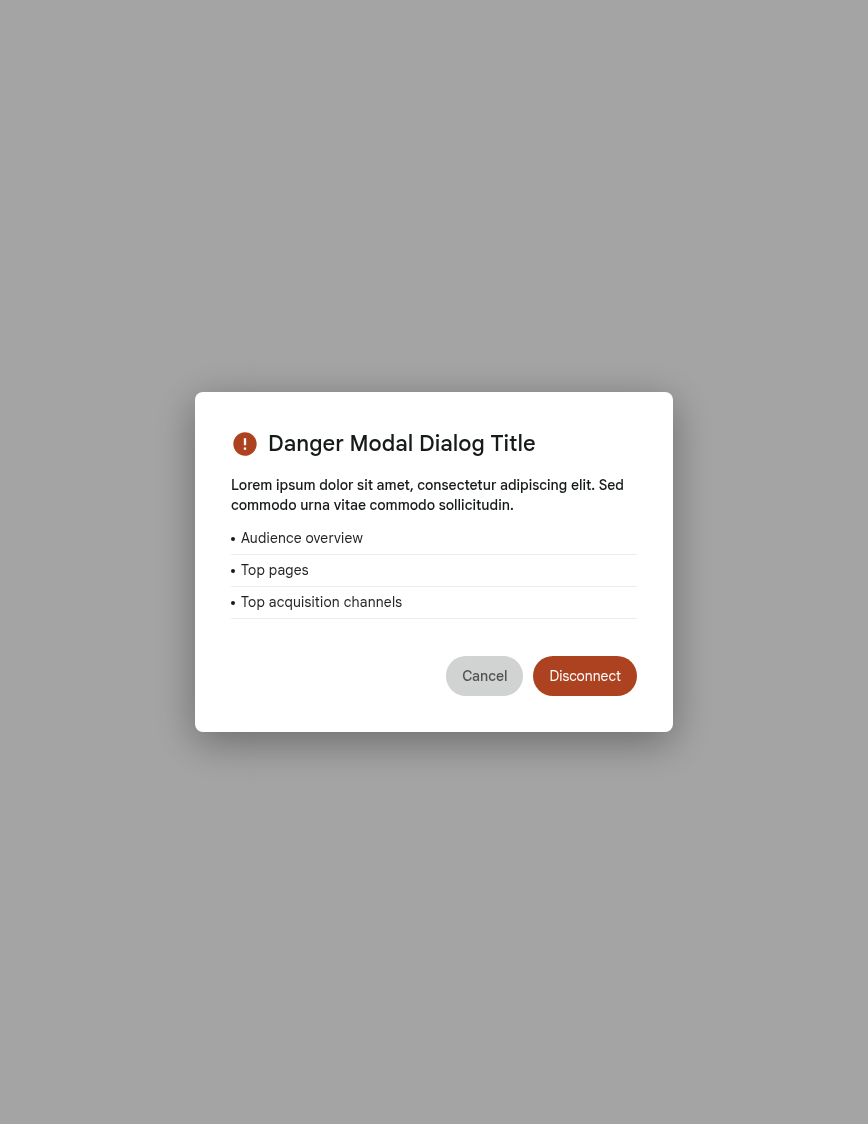 Danger Modal Dialog Title
Lorem ipsum dolor sit amet, consectetur adipiscing elit. Sed
commodo urna vitae commodo sollicitudin.
• Audience overview
• Top pages
• Top acquisition channels
Cancel Disconnect